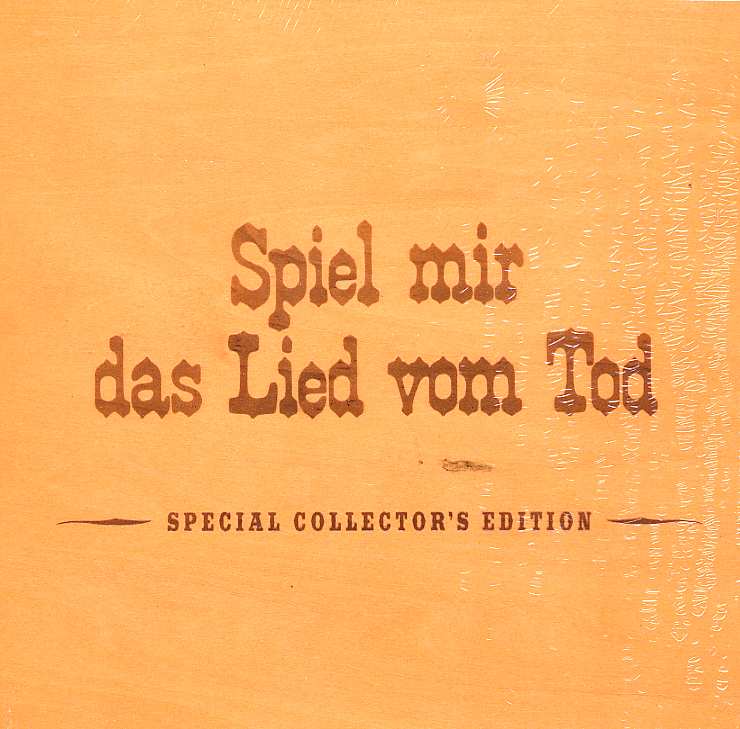 Spiel mir
das Lied vom Tod
SPECIAL COLLECTOR'S EDITION